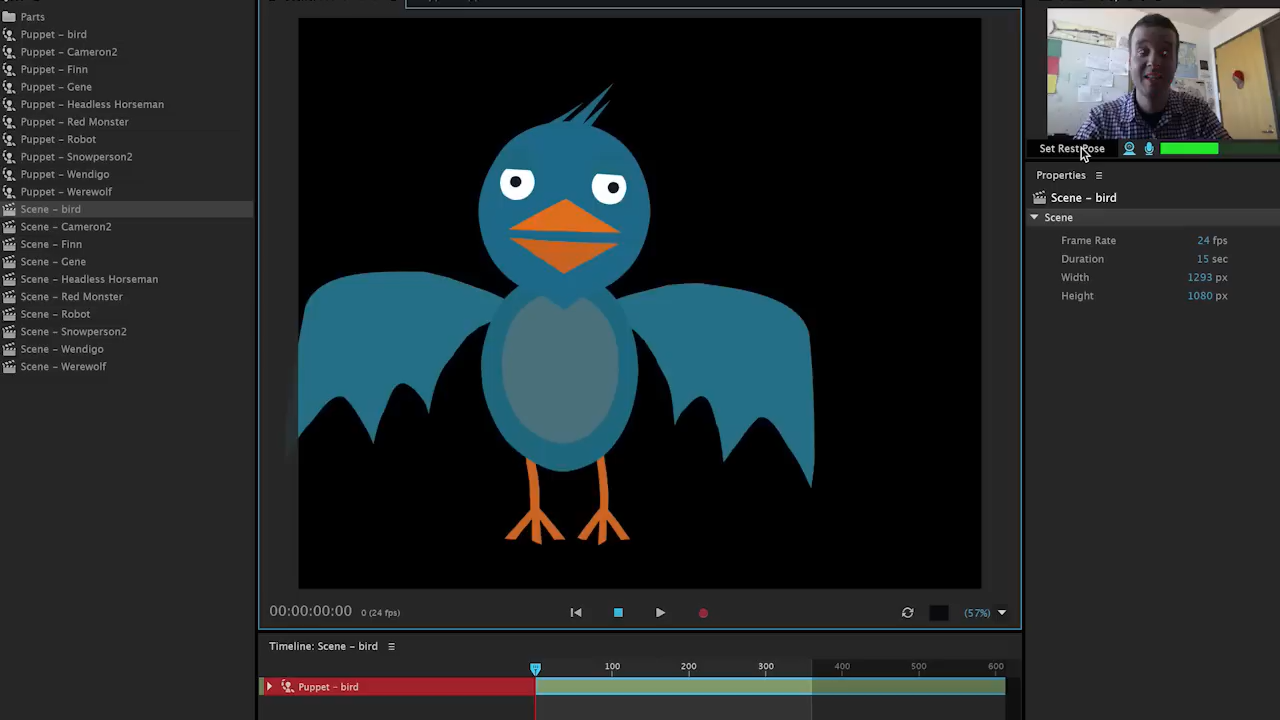 Parts
Puppet – bird
Puppet – Cameron2
Puppet – Finn
Puppet – Gene
Puppet – Headless Horseman
Puppet – Red Monster
Puppet – Robot
Puppet – Snowperson2
Puppet – Wendigo
Puppet – Werewolf
Scene – bird
Scene – Cameron2
Scene – Finn
Scene – Gene
Scene – Headless Horseman
Scene – Red Monster
Scene – Robot
Scene – Snowperson2
Scene – Wendigo
Scene – Werewolf
00:00:00:00 0 (24 fps)
(57%)
Timeline: Scene – bird
100 200 300 400 500 600
Puppet – bird
Set Rest Pose
Properties
Scene – bird
Scene
Frame Rate 24 fps
Duration 15 sec
Width 1293 px
Height 1080 px